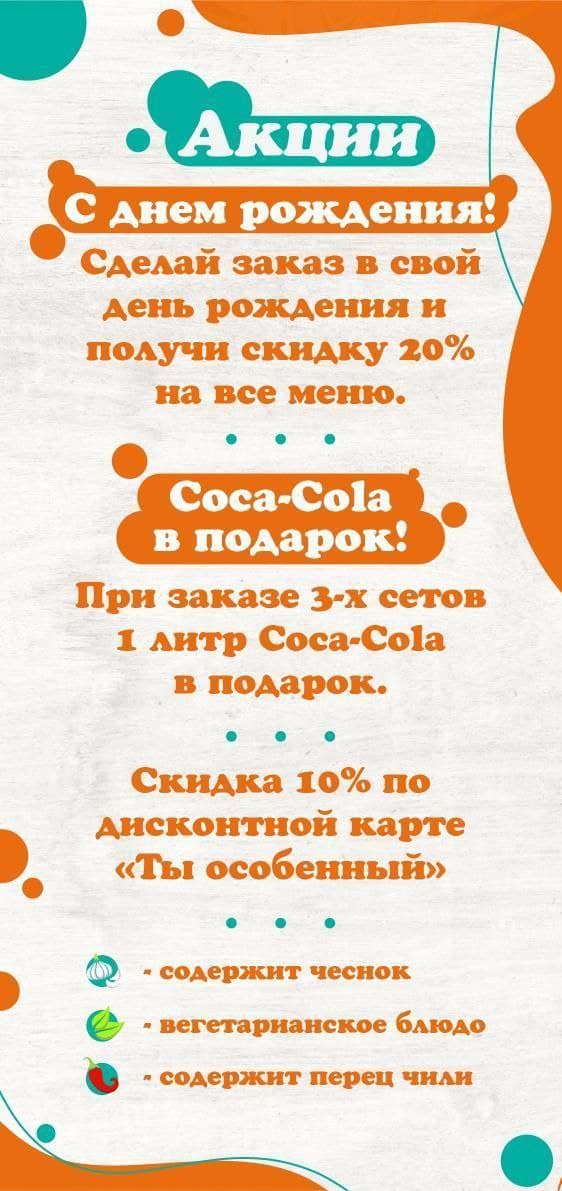 Акции
С днем рождения!
Сделай заказ в свой
день рождения и
получи скидку 20%
на все меню.
Coca-Cola
в подарок!
При заказе 3-х сетов
1 литр Coca-Cola
в подарок.
Скидка 10% по
дисконтной карте
«Ты особенный»
- содержит чеснок
- вегетарианское блюдо
- содержит перец чили